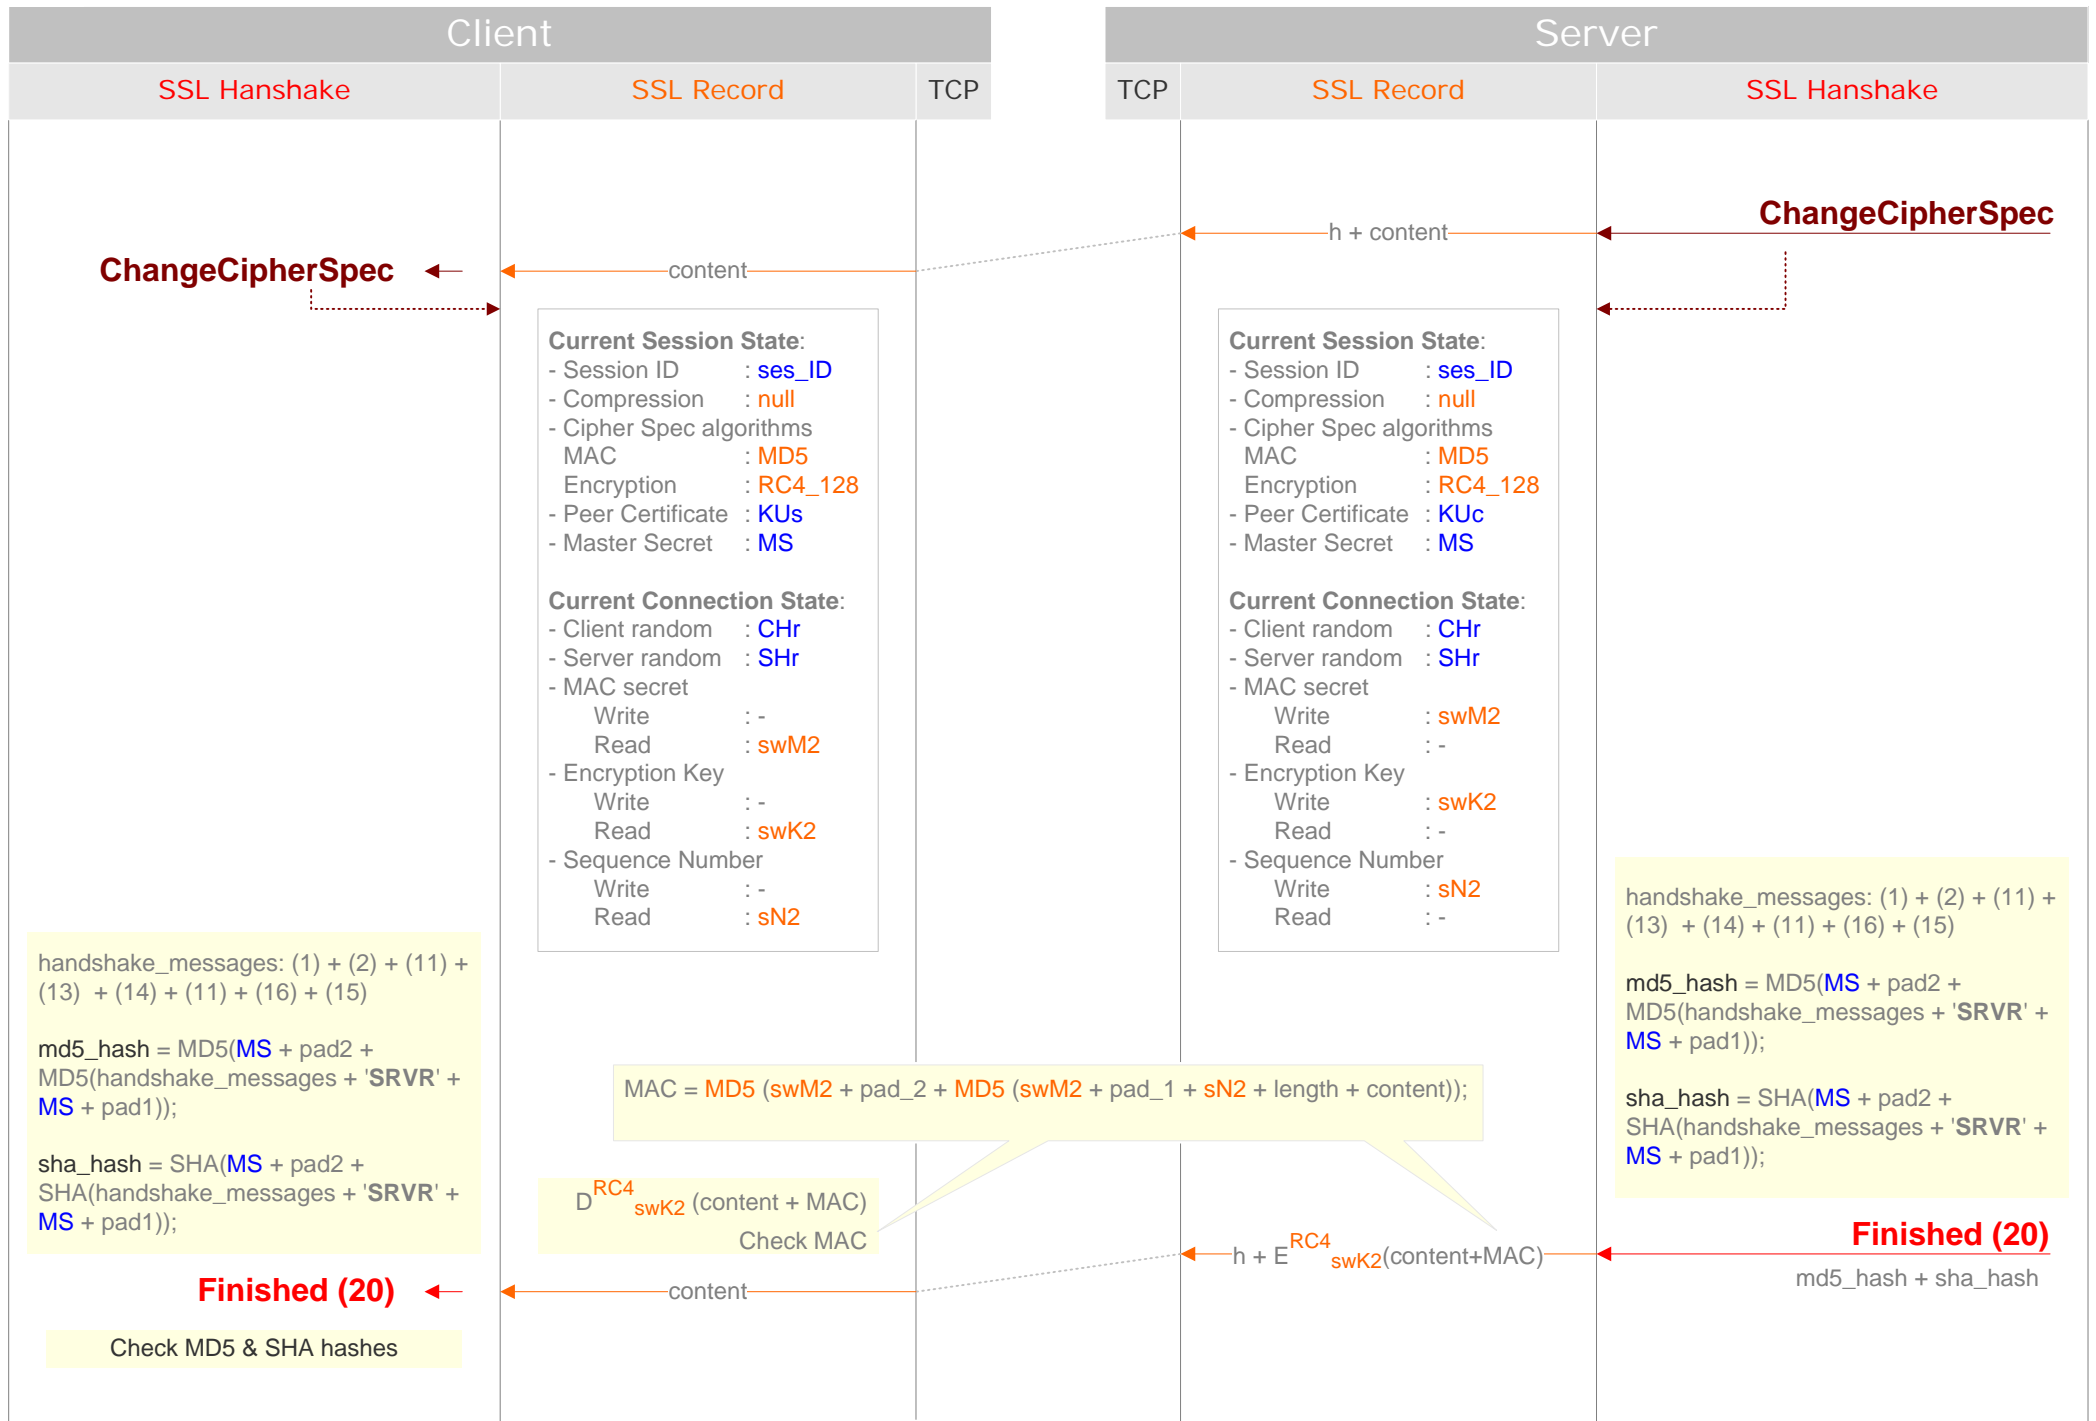 Client
Server
SSL Hanshake
SSL Record
TCP
TCP
SSL Record
SSL Hanshake
ChangeCipherSpec
h + content
ChangeCipherSpec
content
Current Session State:
- Session ID : ses_ID
- Compression : null
- Cipher Spec algorithms
MAC : MD5
Encryption : RC4_128
- Peer Certificate : KUs
- Master Secret : MS
Current Connection State:
- Client random : CHr
- Server random : SHr
- MAC secret
Write : -
Read : swM2
- Encryption Key
Write : -
Read : swK2
- Sequence Number
Write : -
Read : sN2
Current Session State:
- Session ID : ses_ID
- Compression : null
- Cipher Spec algorithms
MAC : MD5
Encryption : RC4_128
- Peer Certificate : KUc
- Master Secret : MS
Current Connection State:
- Client random : CHr
- Server random : SHr
- MAC secret
Write : swM2
Read : -
- Encryption Key
Write : swK2
Read : -
- Sequence Number
Write : sN2
Read : -
handshake_messages: (1) + (2) + (11) +
(13) + (14) + (11) + (16) + (15)
md5_hash = MD5(MS + pad2 +
MD5(handshake_messages + 'SRVR' +
MS + pad1));
sha_hash = SHA(MS + pad2 +
SHA(handshake_messages + 'SRVR' +
MS + pad1));
handshake_messages: (1) + (2) + (11) +
(13) + (14) + (11) + (16) + (15)
md5_hash = MD5(MS + pad2 +
MD5(handshake_messages + 'SRVR' +
MS + pad1));
sha_hash = SHA(MS + pad2 +
SHA(handshake_messages + 'SRVR' +
MS + pad1));
MAC = MD5 (swM2 + pad_2 + MD5 (swM2 + pad_1 + sN2 + length + content));
D RC4 swK2 (content + MAC)
Check MAC
Finished (20)
h + E RC4 swK2(content+MAC)
md5_hash + sha_hash
Finished (20)
content
Check MD5 & SHA hashes